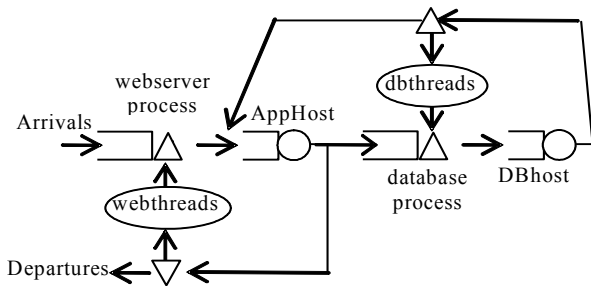 dbthreads
webserver
process
Arrivals
AppHost
database
process
DBhost
webthreads
Departures